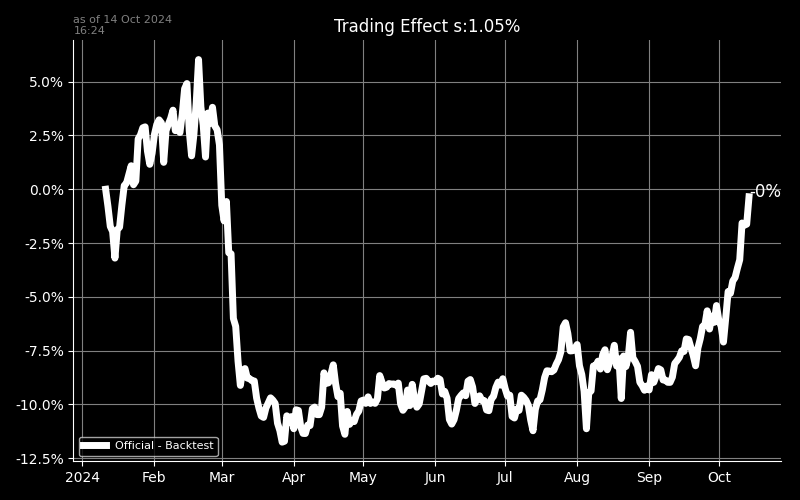 as of 14 Oct 2024
16:24
Trading Effect s:1.05%
5.0%
2.5%
0.0%
-2.5%
-5.0%
-7.5%
-10.0%
-12.5%
-0%
Official - Backtest
2024 Feb Mar Apr May Jun Jul Aug Sep Oct